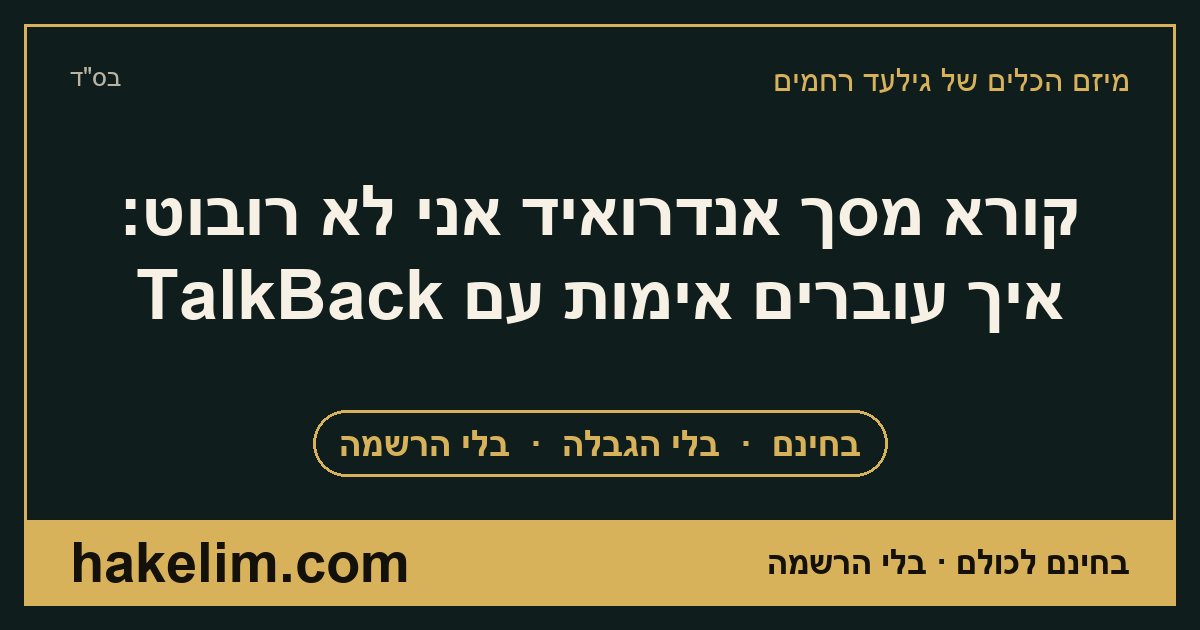 מיזם הכלים של גילעד רחמים
בס"ד
קורא מסך אנדרואיד אני לא רובוט:
איך עוברים אימות עם TalkBack
בחינם · בלי הגבלה · בלי הרשמה
בחינם לכולם · בלי הרשמה
hakelim.com